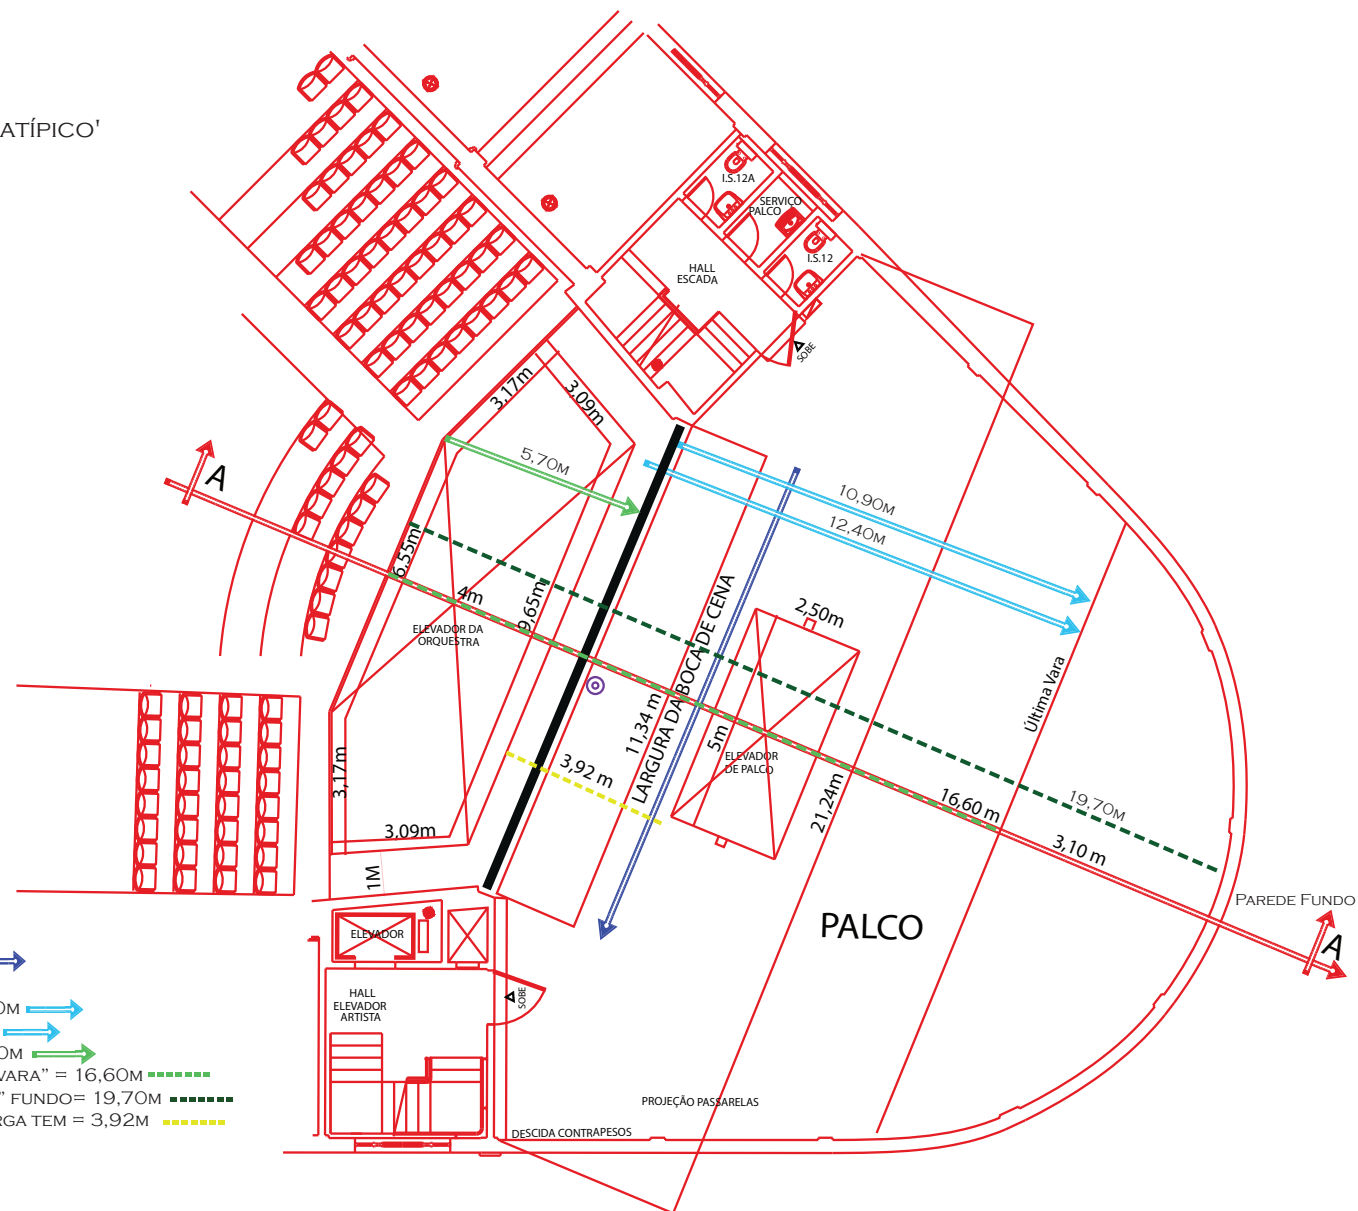 ATÍPICO'
I.S.12A
SERVIÇO
PALCO
I.S.12
HALL
ESCADA
SOBE
3,17m
3,09m
A
5,70M
10,90M
12,40M
6,55m
4m
9,65m
ELEVADOR DA
ORQUESTRA
2,50m
11,34 m
LARGURA DA BOCA DE CENA
5m
ELEVADOR
DE PALCO
Última Vara
3,17m
3,92 m
21,24m
16,60 m
19,70M
3,10 m
3,09m
1M
PALCO
PAREDE FUNDO
A
ELEVADOR
HALL
ELEVADOR
ARTISTA
SOBE
0M
0M
VARA" = 16,60M
" FUNDO= 19,70M
RGA TEM = 3,92M
PROJEÇÃO PASSARELAS
DESCIDA CONTRAPESOS